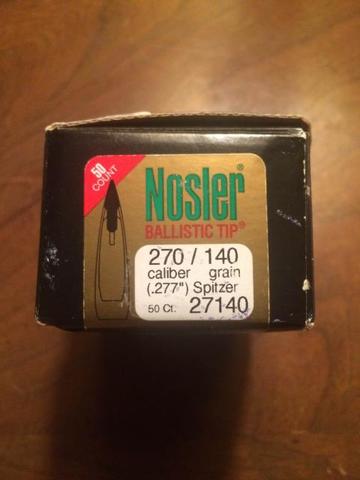 50
COUNT
Nosler®
BALLISTIC TIP®
270 / 140
caliber grain
(.277") Spitzer
50 Ct. 27140